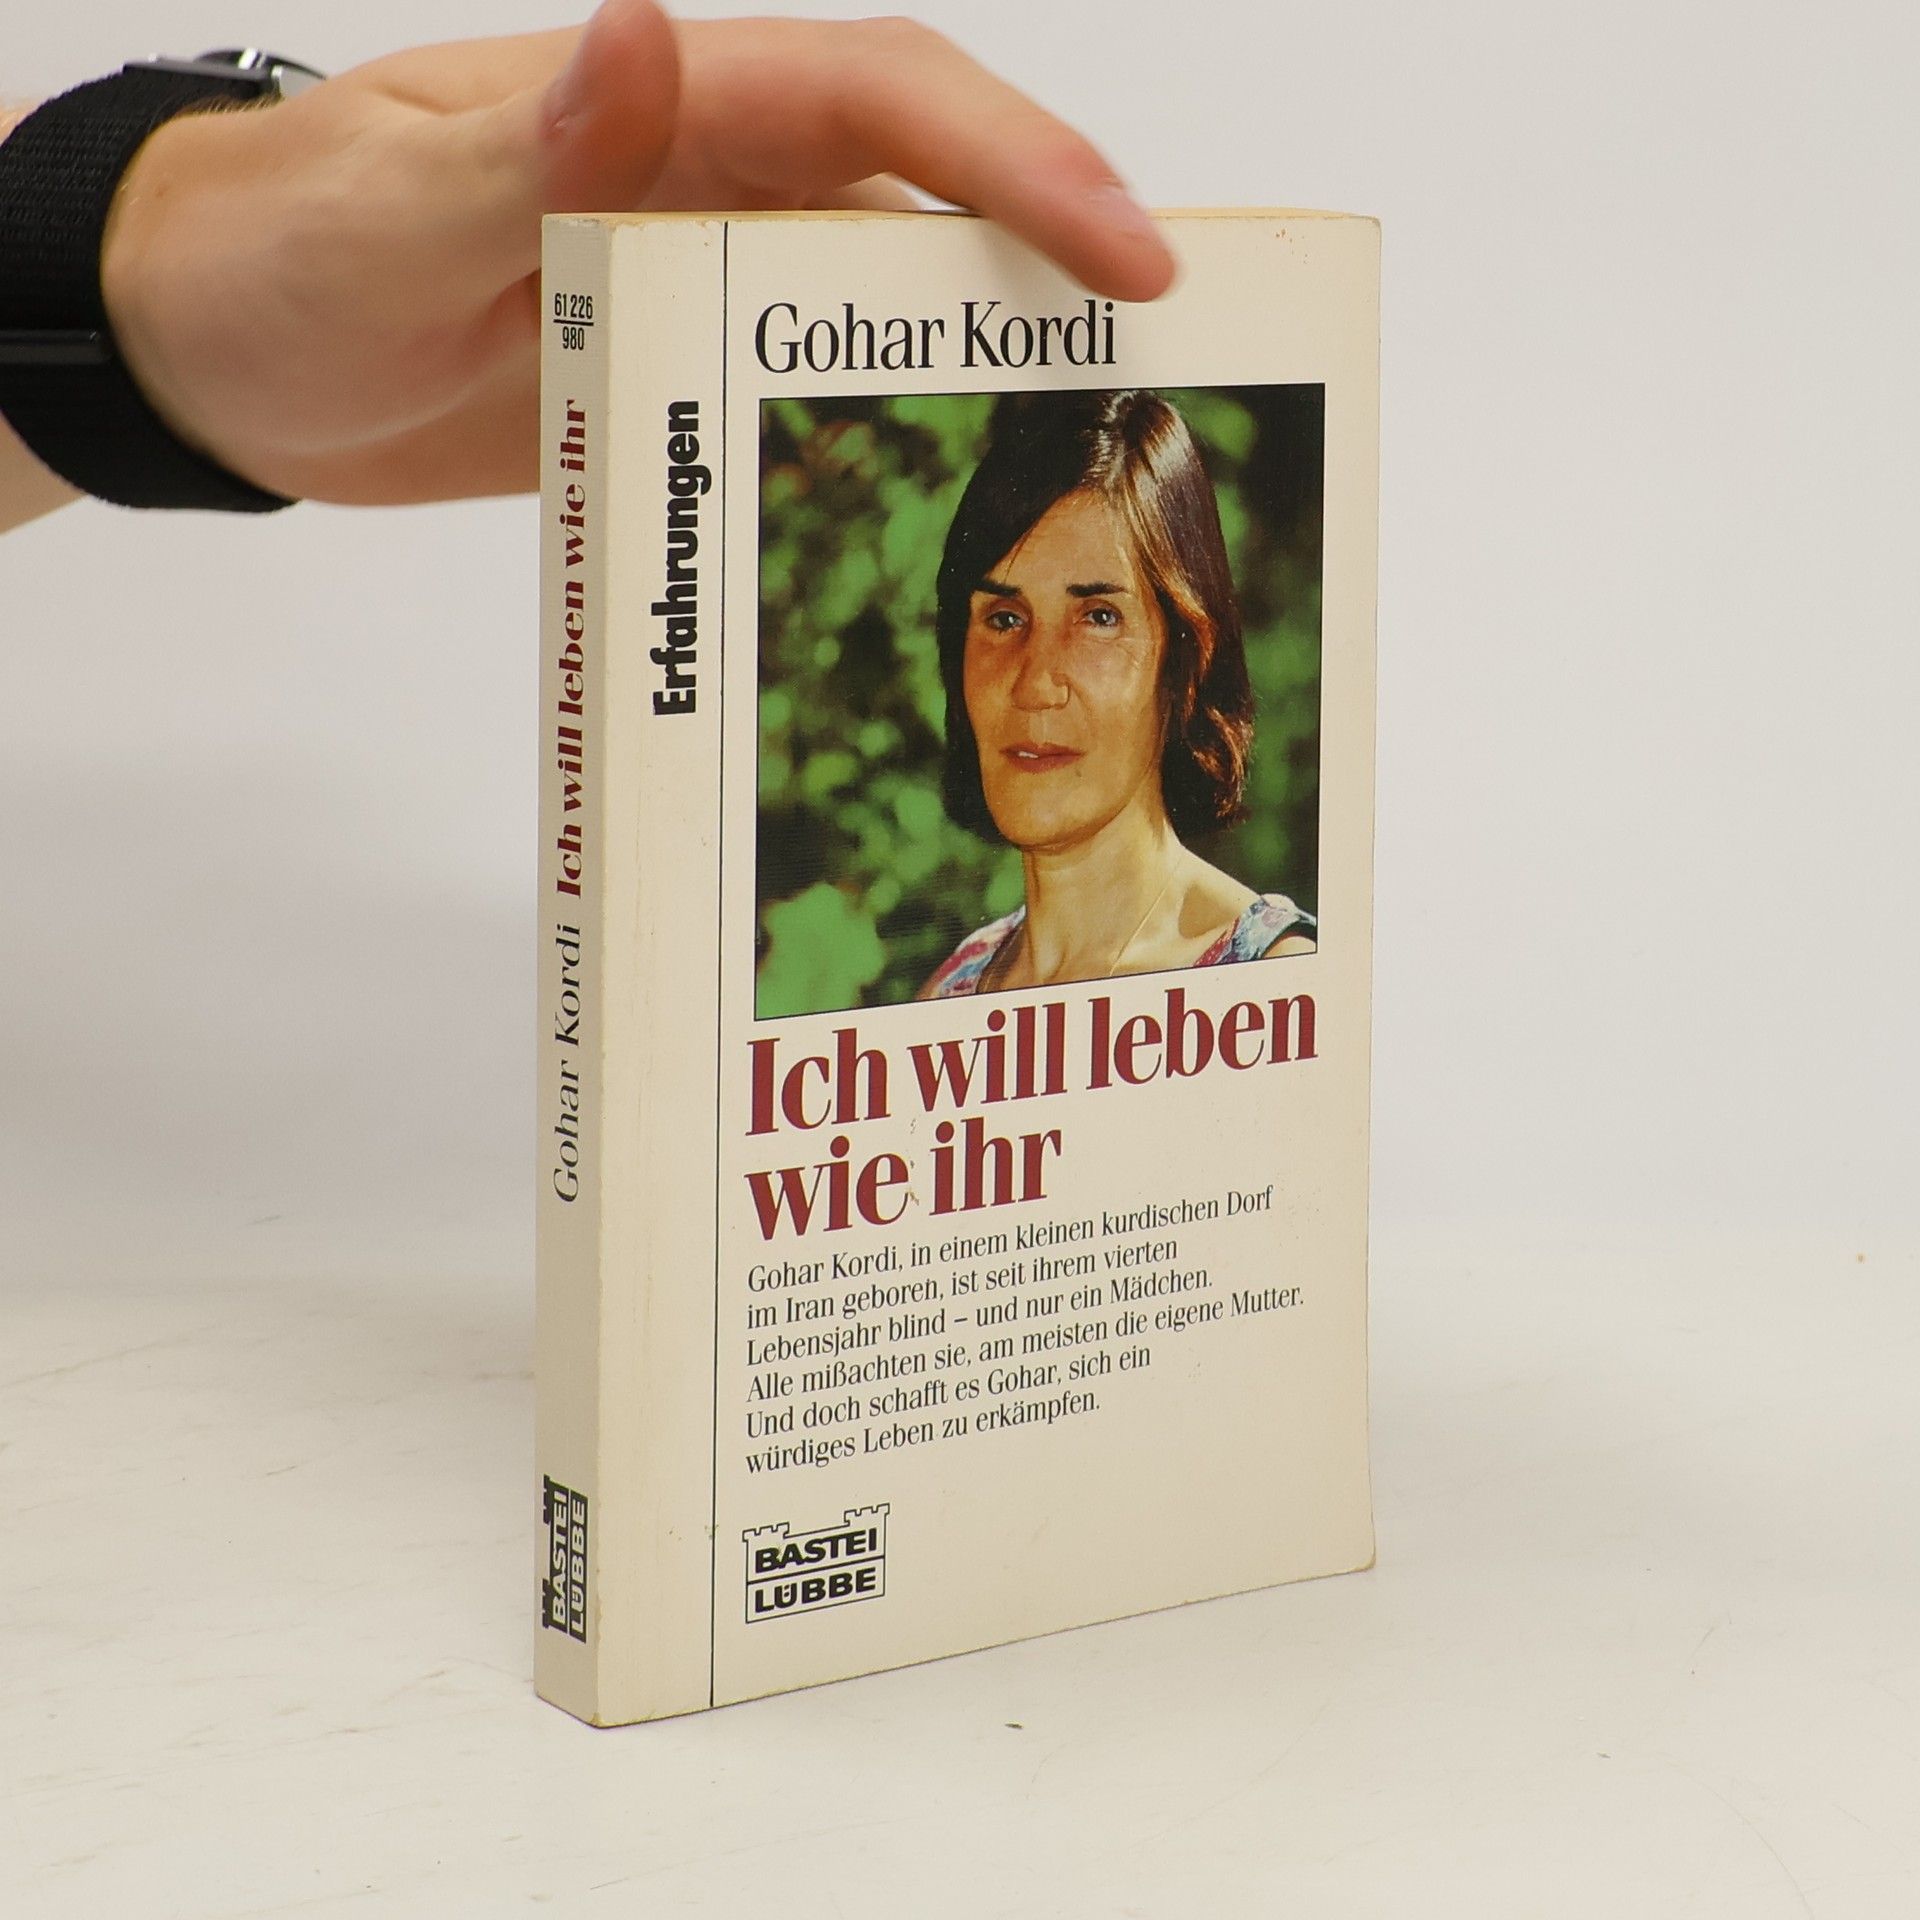 61226
980
Gohar Kordi Ich will leben wie ihr
BASTEI
LÜBBE
Erfahrungen
Gohar Kordi
Ich will leben
wie ihr
Gohar Kordi, in einem kleinen kurdischen Dorf
im Iran geboren, ist seit ihrem vierten
Lebensjahr blind – und nur ein Mädchen.
Alle mißachten sie, am meisten die eigene Mutter.
Und doch schafft es Gohar, sich ein
würdiges Leben zu erkämpfen.
BASTEI
LÜBBE